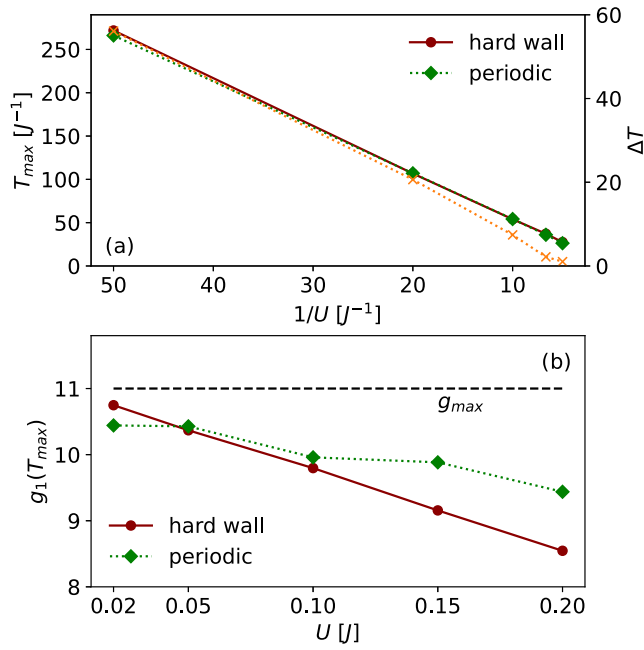 hard wall
periodic
T_max [J^-1]
250
200
150
100
50
0
60
40
20
0
ΔT
(a)
50
40
30
20
10
1/U [J^-1]
(b)
g_max
g_1(T_max)
11
10
9
8
hard wall
periodic
0.02
0.05
0.10
0.15
0.20
U [J]